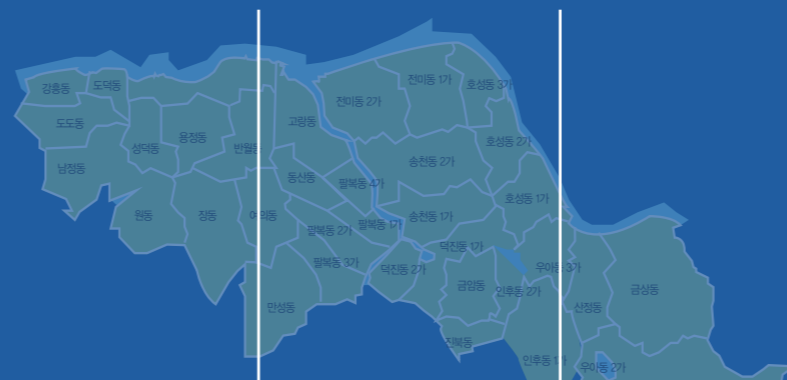 전미동 1가
호성동 3가
강흥동
도덕동
전미동 2가
도도동
고랑동
용정동
호성동 2가
성덕동
반월동
송천동 2가
남정동
동산동
팔복동 4가
호성동 1가
원동
장동
여의동
송천동 1가
팔복동 1가
팔복동 2가
덕진동 1가
팔복동 3가
덕진동 2가
우아동 3가
금암동
인후동 2가
금상동
만성동
산정동
진북동
인후동 1가
우아동 2가